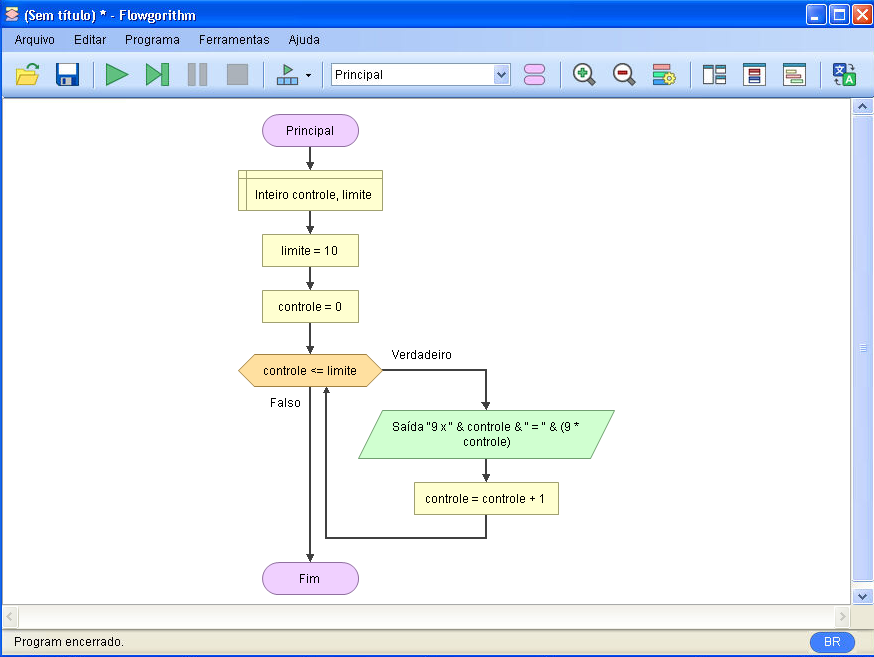 (Sem título) * - Flowgorithm
Arquivo Editar Programa Ferramentas Ajuda
Principal
Principal
Inteiro controle, limite
limite = 10
controle = 0
controle <= limite
Verdadeiro
Falso
Saída "9 x " & controle & " = " & (9 *
controle)
controle = controle + 1
Fim
Program encerrado.
BR